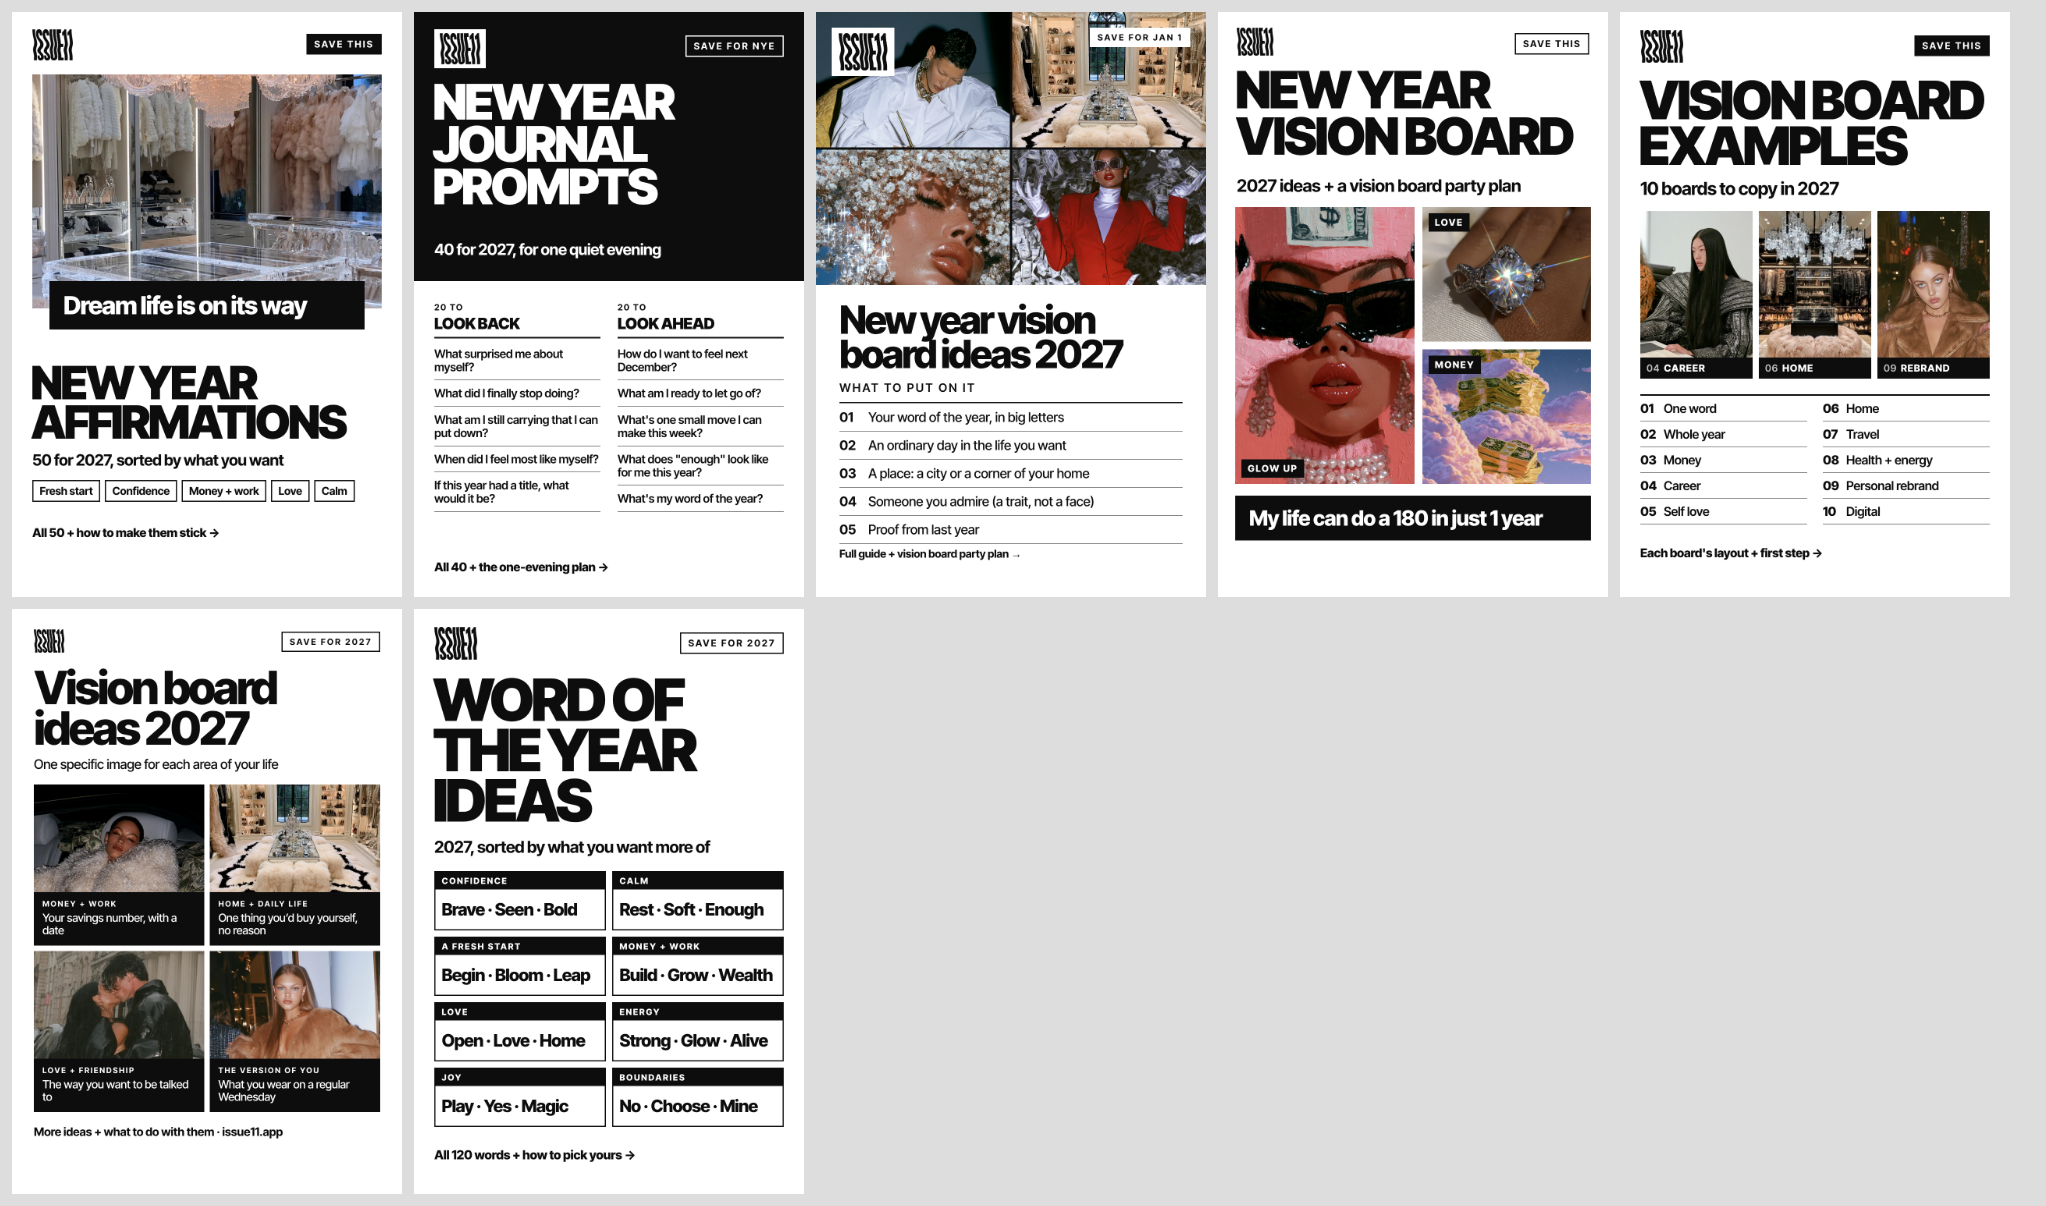 ISSUE11
SAVE THIS
Dream life is on its way
NEW YEAR
AFFIRMATIONS
50 for 2027, sorted by what you want
Fresh start
Confidence
Money + work
Love
Calm
All 50 + how to make them stick →
ISSUE11
SAVE FOR NYE
NEW YEAR
JOURNAL
PROMPTS
40 for 2027, for one quiet evening
20 TO
LOOK BACK
What surprised me about
myself?
What did I finally stop doing?
What am I still carrying that I can
put down?
When did I feel most like myself?
If this year had a title, what
would it be?
20 TO
LOOK AHEAD
How do I want to feel next
December?
What am I ready to let go of?
What's one small move I can
make this week?
What does "enough" look like
for me this year?
What's my word of the year?
All 40 + the one-evening plan →
ISSUE11
SAVE FOR JAN 1
New year vision
board ideas 2027
WHAT TO PUT ON IT
01 Your word of the year, in big letters
02 An ordinary day in the life you want
03 A place: a city or a corner of your home
04 Someone you admire (a trait, not a face)
05 Proof from last year
Full guide + vision board party plan →
ISSUE11
SAVE THIS
NEW YEAR
VISION BOARD
2027 ideas + a vision board party plan
GLOW UP
LOVE
MONEY
My life can do a 180 in just 1 year
ISSUE11
SAVE THIS
VISION BOARD
EXAMPLES
10 boards to copy in 2027
04 CAREER
06 HOME
09 REBRAND
01 One word
02 Whole year
03 Money
04 Career
05 Self love
06 Home
07 Travel
08 Health + energy
09 Personal rebrand
10 Digital
Each board's layout + first step →
ISSUE11
SAVE FOR 2027
Vision board
ideas 2027
One specific image for each area of your life
MONEY + WORK
Your savings number, with a
date
HOME + DAILY LIFE
One thing you'd buy yourself,
no reason
LOVE + FRIENDSHIP
The way you want to be talked
to
THE VERSION OF YOU
What you wear on a regular
Wednesday
More ideas + what to do with them · issue11.app
ISSUE11
SAVE FOR 2027
WORD OF
THE YEAR
IDEAS
2027, sorted by what you want more of
CONFIDENCE
Brave · Seen · Bold
CALM
Rest · Soft · Enough
A FRESH START
Begin · Bloom · Leap
MONEY + WORK
Build · Grow · Wealth
LOVE
Open · Love · Home
ENERGY
Strong · Glow · Alive
JOY
Play · Yes · Magic
BOUNDARIES
No · Choose · Mine
All 120 words + how to pick yours →